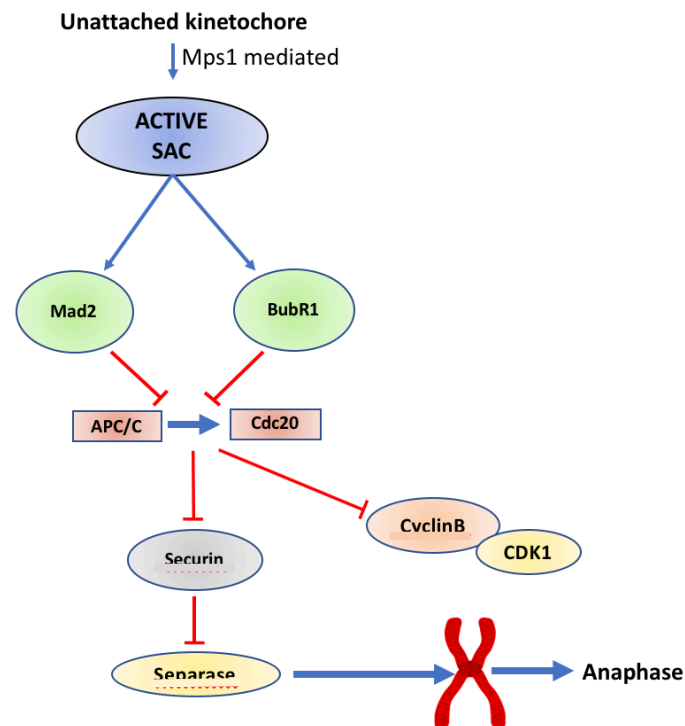 Unattached kinetochore
Mps1 mediated
ACTIVE
SAC
Mad2
BubR1
APC/C
Cdc20
CyclinB
CDK1
Securin
Separase
Anaphase